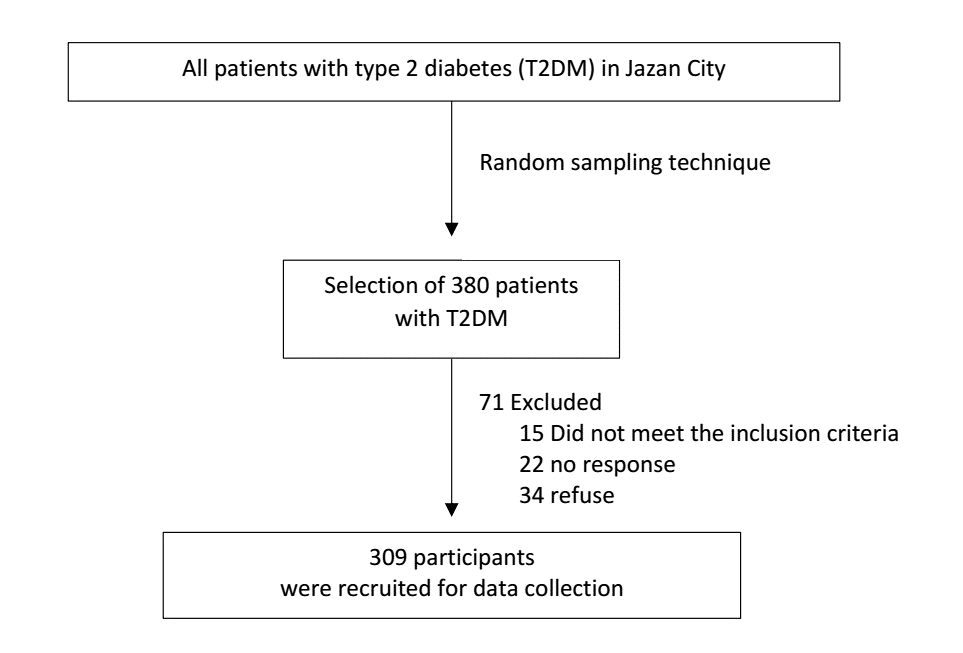 All patients with type 2 diabetes (T2DM) in Jazan City
Random sampling technique
Selection of 380 patients
with T2DM
71 Excluded
15 Did not meet the inclusion criteria
22 no response
34 refuse
309 participants
were recruited for data collection